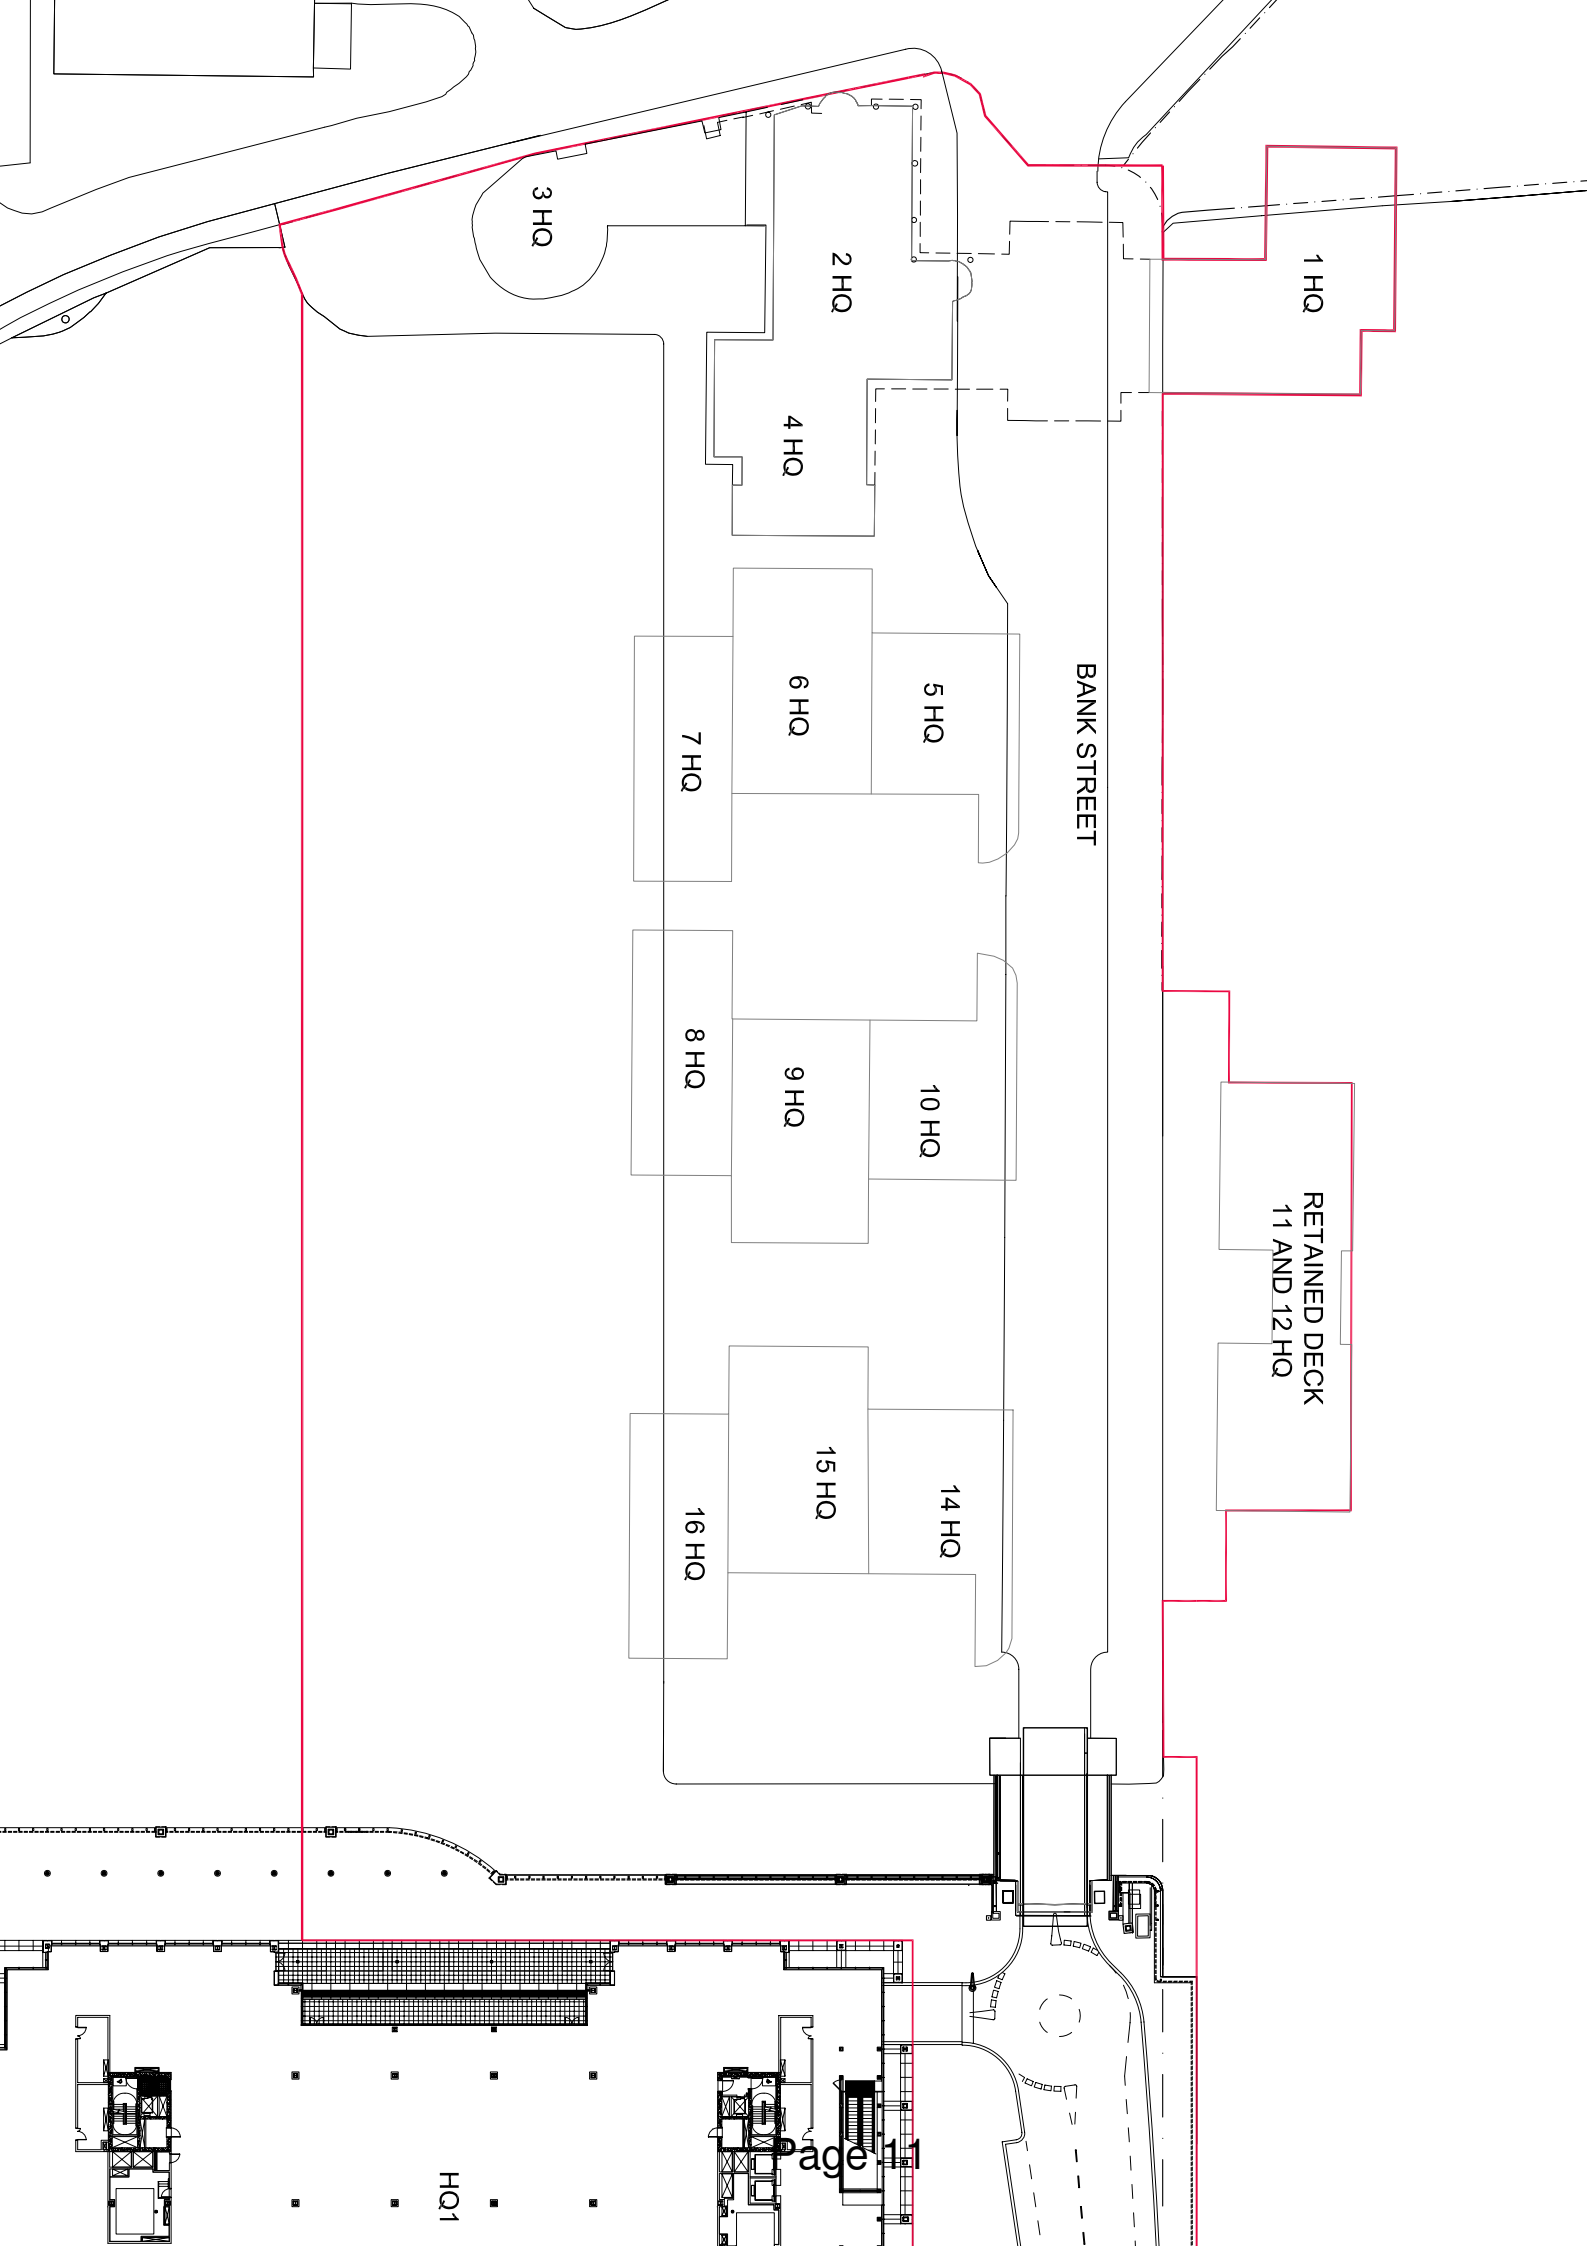 3 HQ
2 HQ
1 HQ
4 HQ
BANK STREET
5 HQ
6 HQ
7 HQ
8 HQ
9 HQ
10 HQ
RETAINED DECK
11 AND 12 HQ
14 HQ
15 HQ
16 HQ
Page 11
HQ1